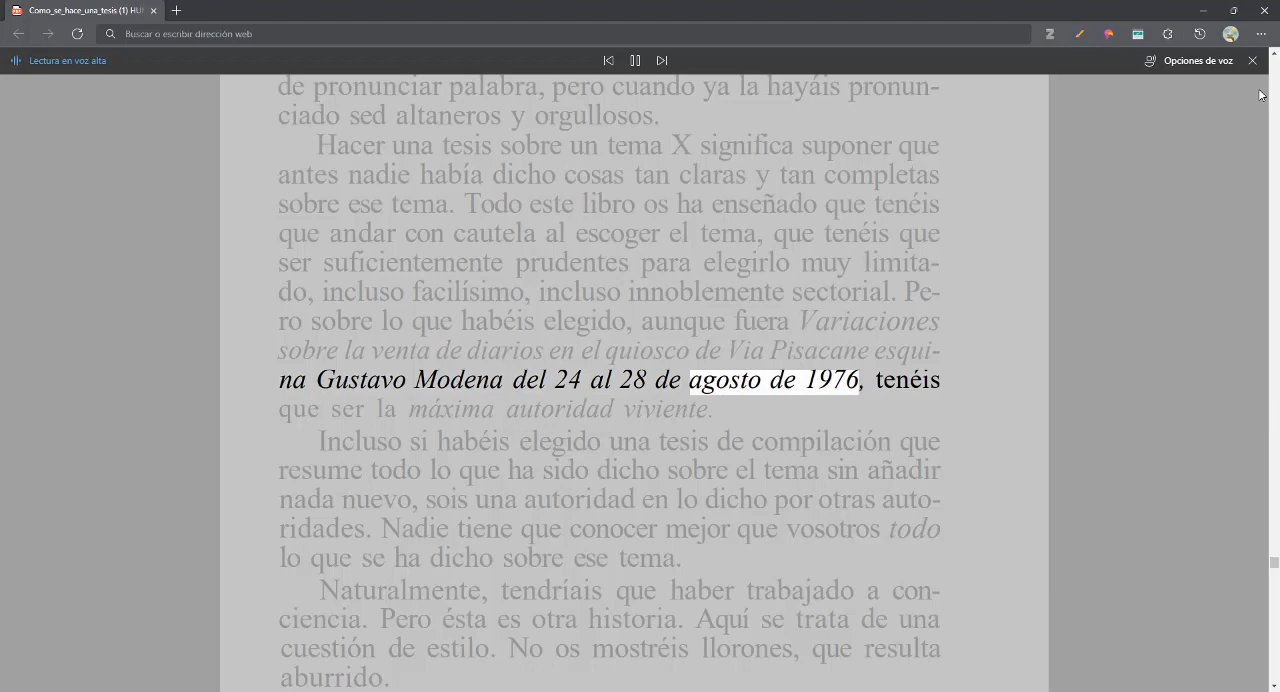 Como_se_hace_una_tesis (1) HU
Buscar o escribir dirección web
Lectura en voz alta
Opciones de voz
de pronunciar palabra, pero cuando ya la hayáis pronun-
ciado sed altaneros y orgullosos.
Hacer una tesis sobre un tema X significa suponer que
antes nadie había dicho cosas tan claras y tan completas
sobre ese tema. Todo este libro os ha enseñado que tenéis
que andar con cautela al escoger el tema, que tenéis que
ser suficientemente prudentes para elegirlo muy limita-
do, incluso facilísimo, incluso innoblemente sectorial. Pe-
ro sobre lo que habéis elegido, aunque fuera Variaciones
sobre la venta de diarios en el quiosco de Via Pisacane esqui-
na Gustavo Modena del 24 al 28 de agosto de 1976, tenéis
que ser la máxima autoridad viviente.
Incluso si habéis elegido una tesis de compilación que
resume todo lo que ha sido dicho sobre el tema sin añadir
nada nuevo, sois una autoridad en lo dicho por otras auto-
ridades. Nadie tiene que conocer mejor que vosotros todo
lo que se ha dicho sobre ese tema.
Naturalmente, tendríais que haber trabajado a con-
ciencia. Pero ésta es otra historia. Aquí se trata de una
cuestión de estilo. No os mostréis llorones, que resulta
aburrido.